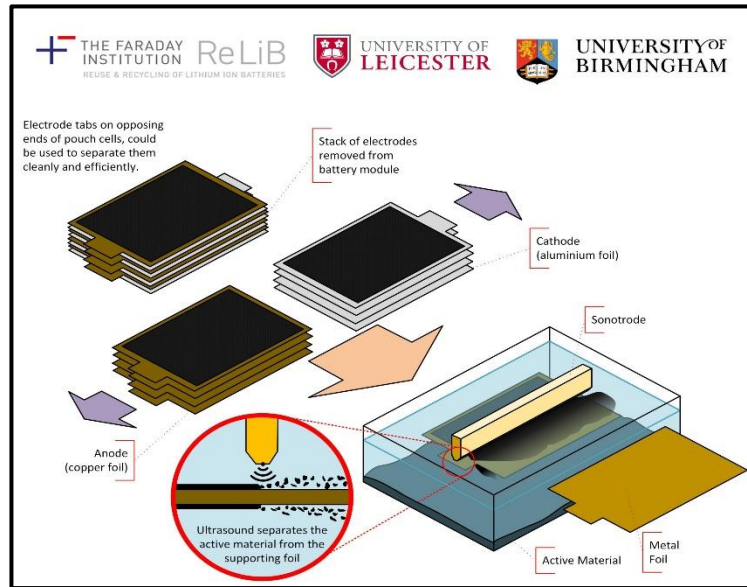 THE FARADAY
INSTITUTION
ReLiB
REUSE & RECYCLING OF LITHIUM ION BATTERIES
UNIVERSITY OF
LEICESTER
UNIVERSITY OF
BIRMINGHAM
Electrode tabs on opposing
ends of pouch cells, could
be used to separate them
cleanly and efficiently.
Stack of electrodes
removed from
battery module
Cathode
(aluminium foil)
Sonotrode
Anode
(copper foil)
Ultrasound separates the
active material from the
supporting foil
Active Material
Metal
Foil